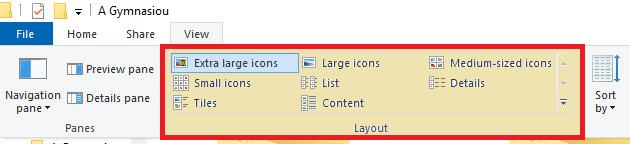 A Gymnasiou
File Home Share View
Extra large icons Large icons Medium-sized icons
Preview pane
Small icons List Details
Navigation pane Details pane Sort by
Tiles Content
Panes Layout